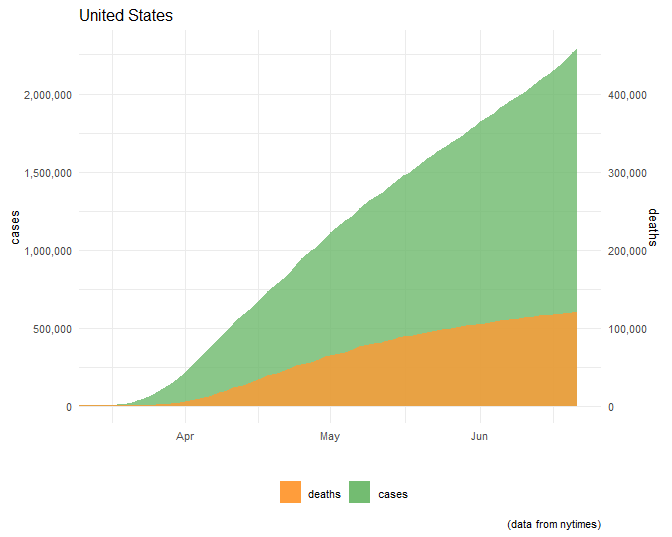 United States
cases
2,000,000
1,500,000
1,000,000
500,000
0
400,000
300,000
200,000
100,000
0
deaths
Apr May Jun
deaths cases
(data from nytimes)